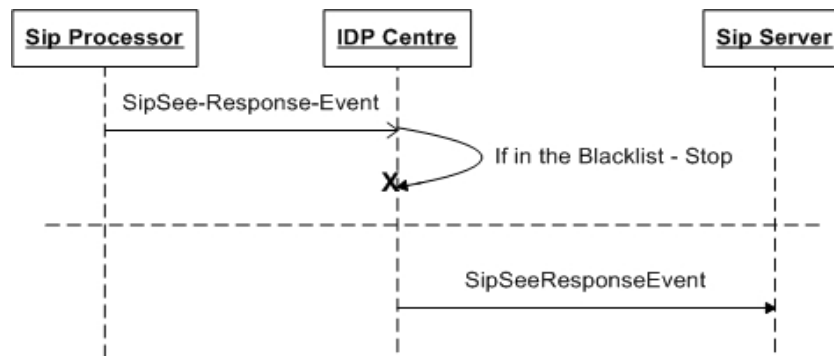 Sip Processor
IDP Centre
Sip Server
SipSee-Response-Event
If in the Blacklist - Stop
X
SipSeeResponseEvent